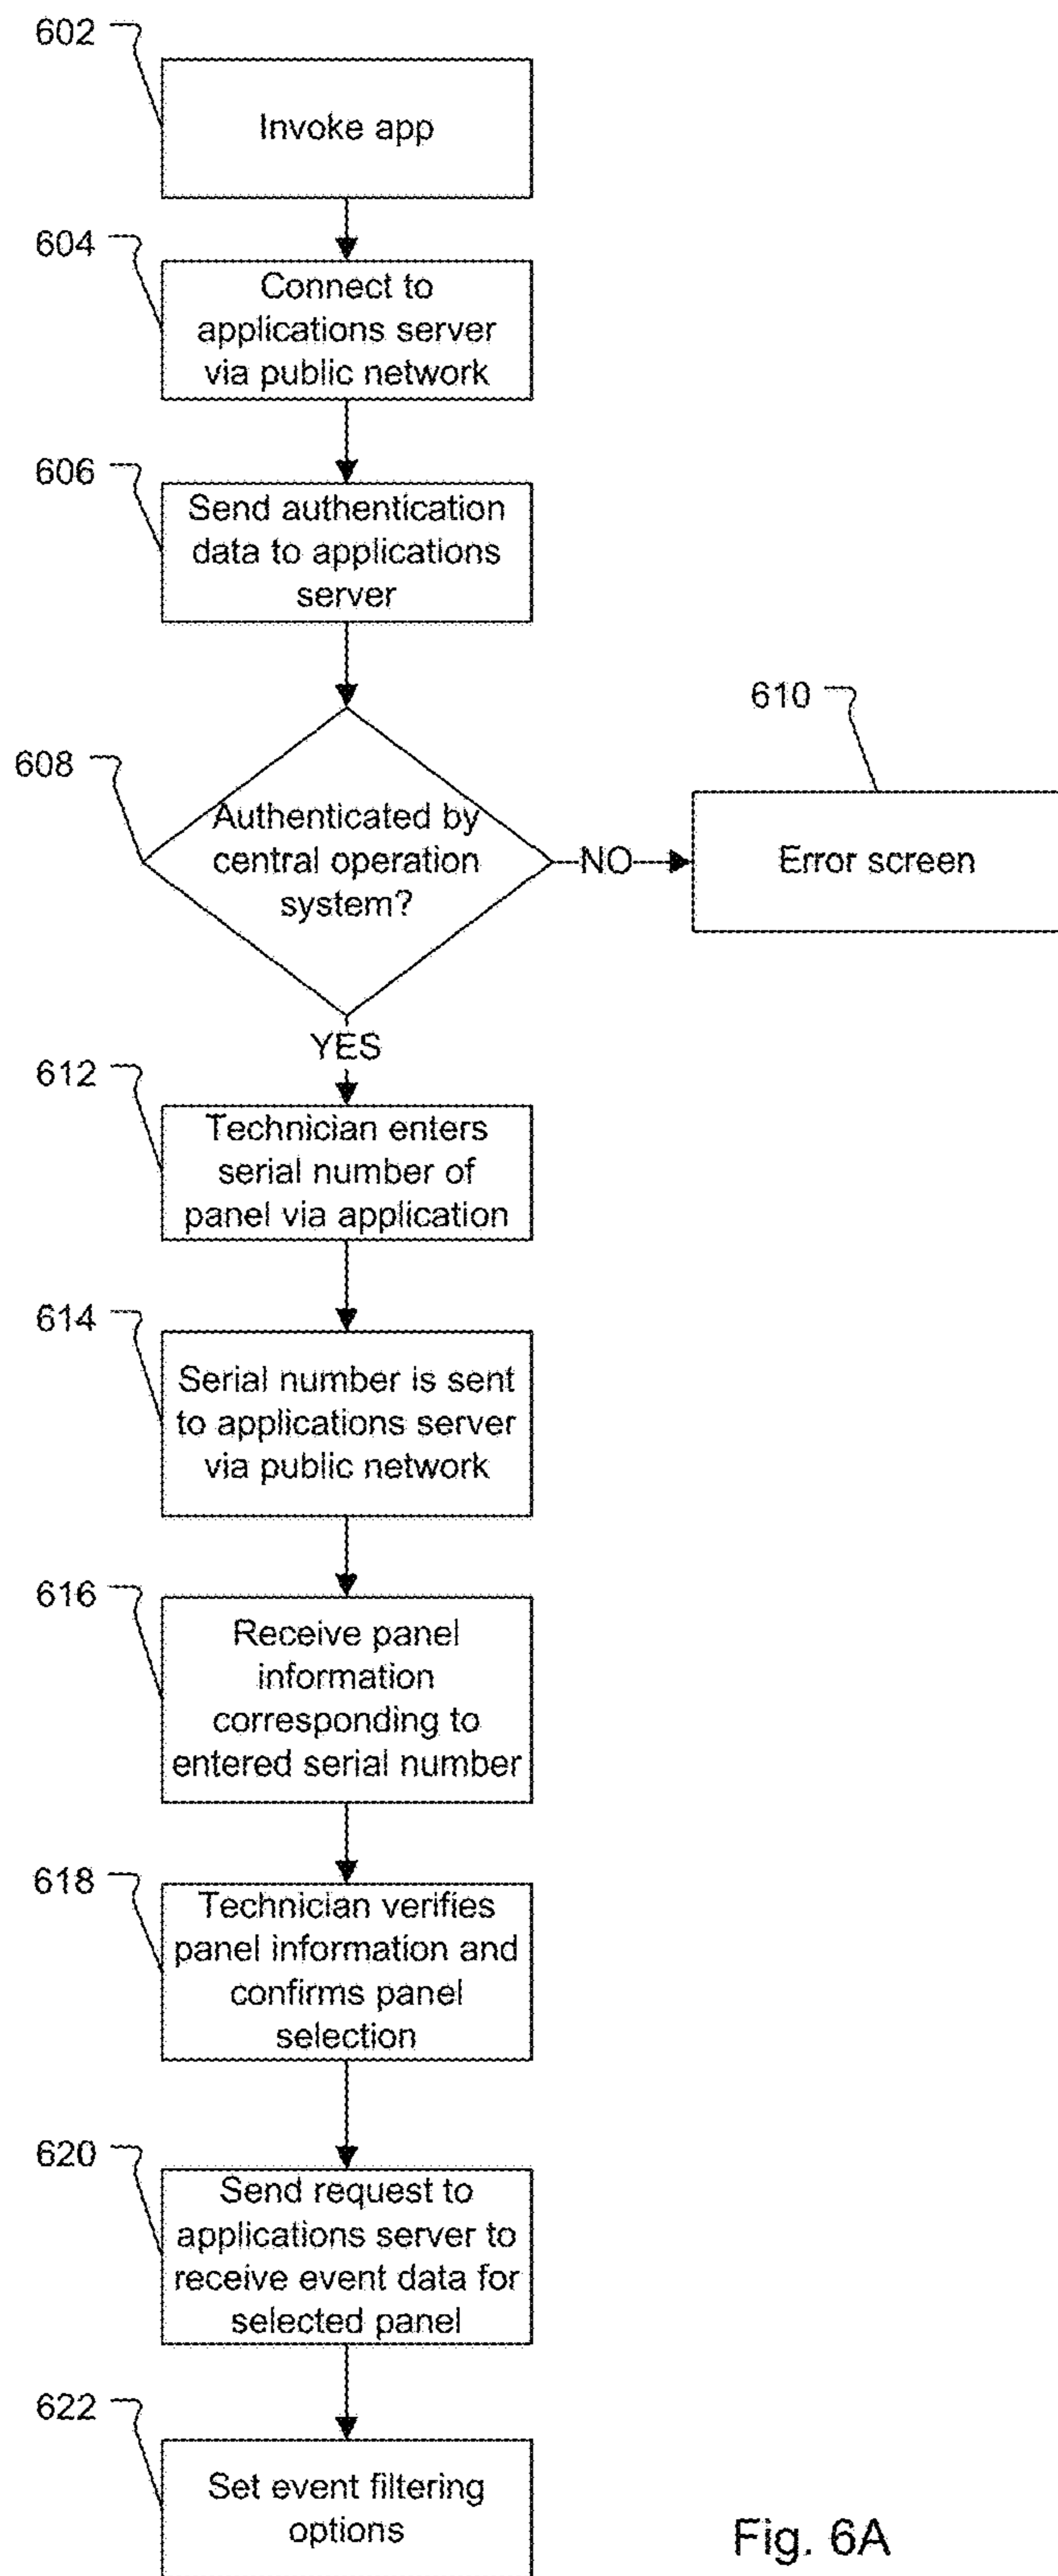 602
Invoke app
604
Connect to
applications server
via public network
606
Send authentication
data to applications
server
608
Authenticated by
central operation
system?
NO
610
Error screen
YES
612
Technician enters
serial number of
panel via application
614
Serial number is sent
to applications server
via public network
616
Receive panel
information
corresponding to
entered serial number
618
Technician verifies
panel information and
confirms panel
selection
620
Send request to
applications server to
receive event data for
selected panel
622
Set event filtering
options
Fig. 6A